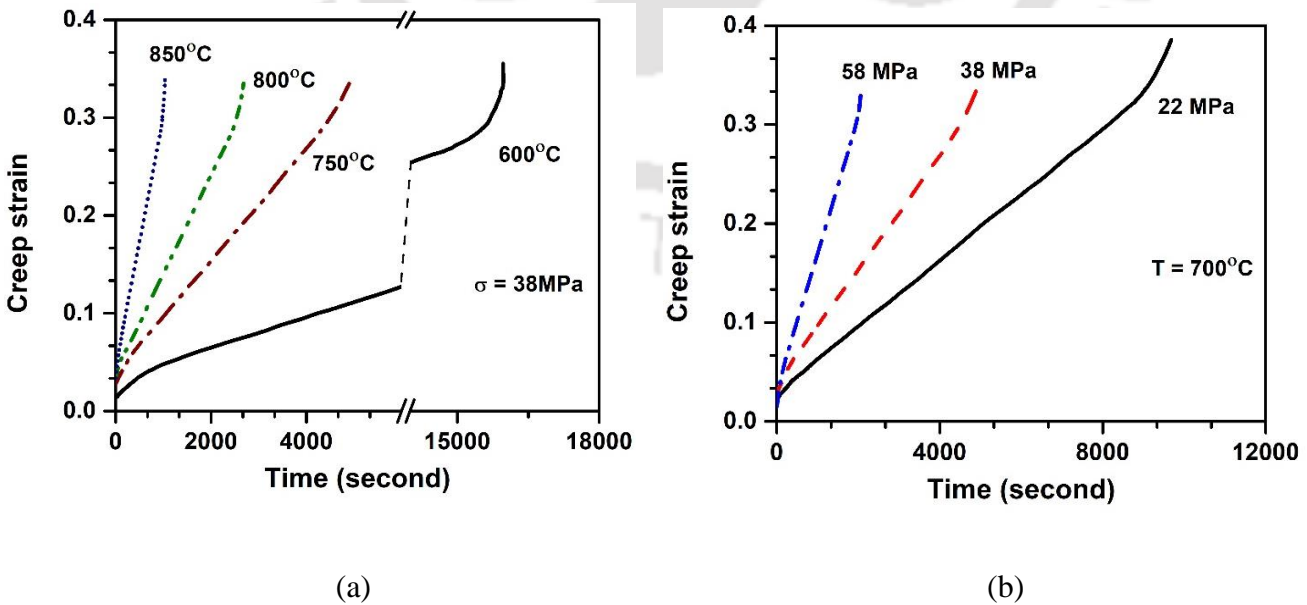 0.4
0.3
0.2
0.1
0.0
Creep strain
850°C
800°C
750°C
600°C
σ = 38MPa
0
2000
4000
15000
18000
Time (second)
(a)
0.4
0.3
0.2
0.1
0.0
Creep strain
58 MPa
38 MPa
22 MPa
T = 700°C
0
4000
8000
12000
Time (second)
(b)